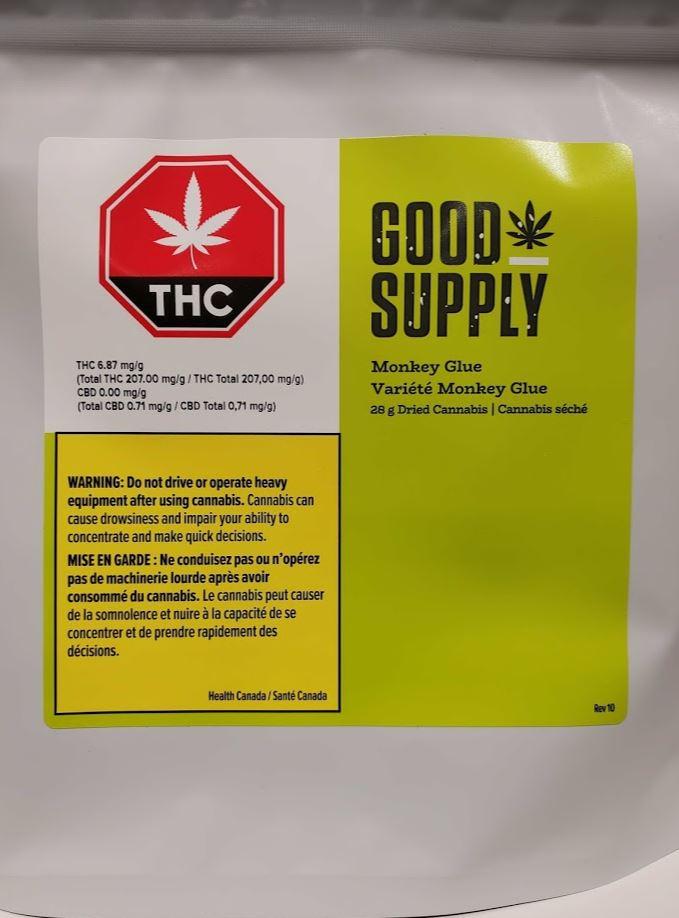 THC
THC 6.87 mg/g
(Total THC 207.00 mg/g / THC Total 207,00 mg/g)
CBD 0.00 mg/g
(Total CBD 0.71 mg/g / CBD Total 0,71 mg/g)
WARNING: Do not drive or operate heavy
equipment after using cannabis. Cannabis can
cause drowsiness and impair your ability to
concentrate and make quick decisions.
MISE EN GARDE : Ne conduisez pas ou n'opérez
pas de machinerie lourde après avoir
consommé du cannabis. Le cannabis peut causer
de la somnolence et nuire à la capacité de se
concentrer et de prendre rapidement des
décisions.
Health Canada / Santé Canada
GOOD
SUPPLY
Monkey Glue
Variété Monkey Glue
28 g Dried Cannabis | Cannabis séché
Rev 10